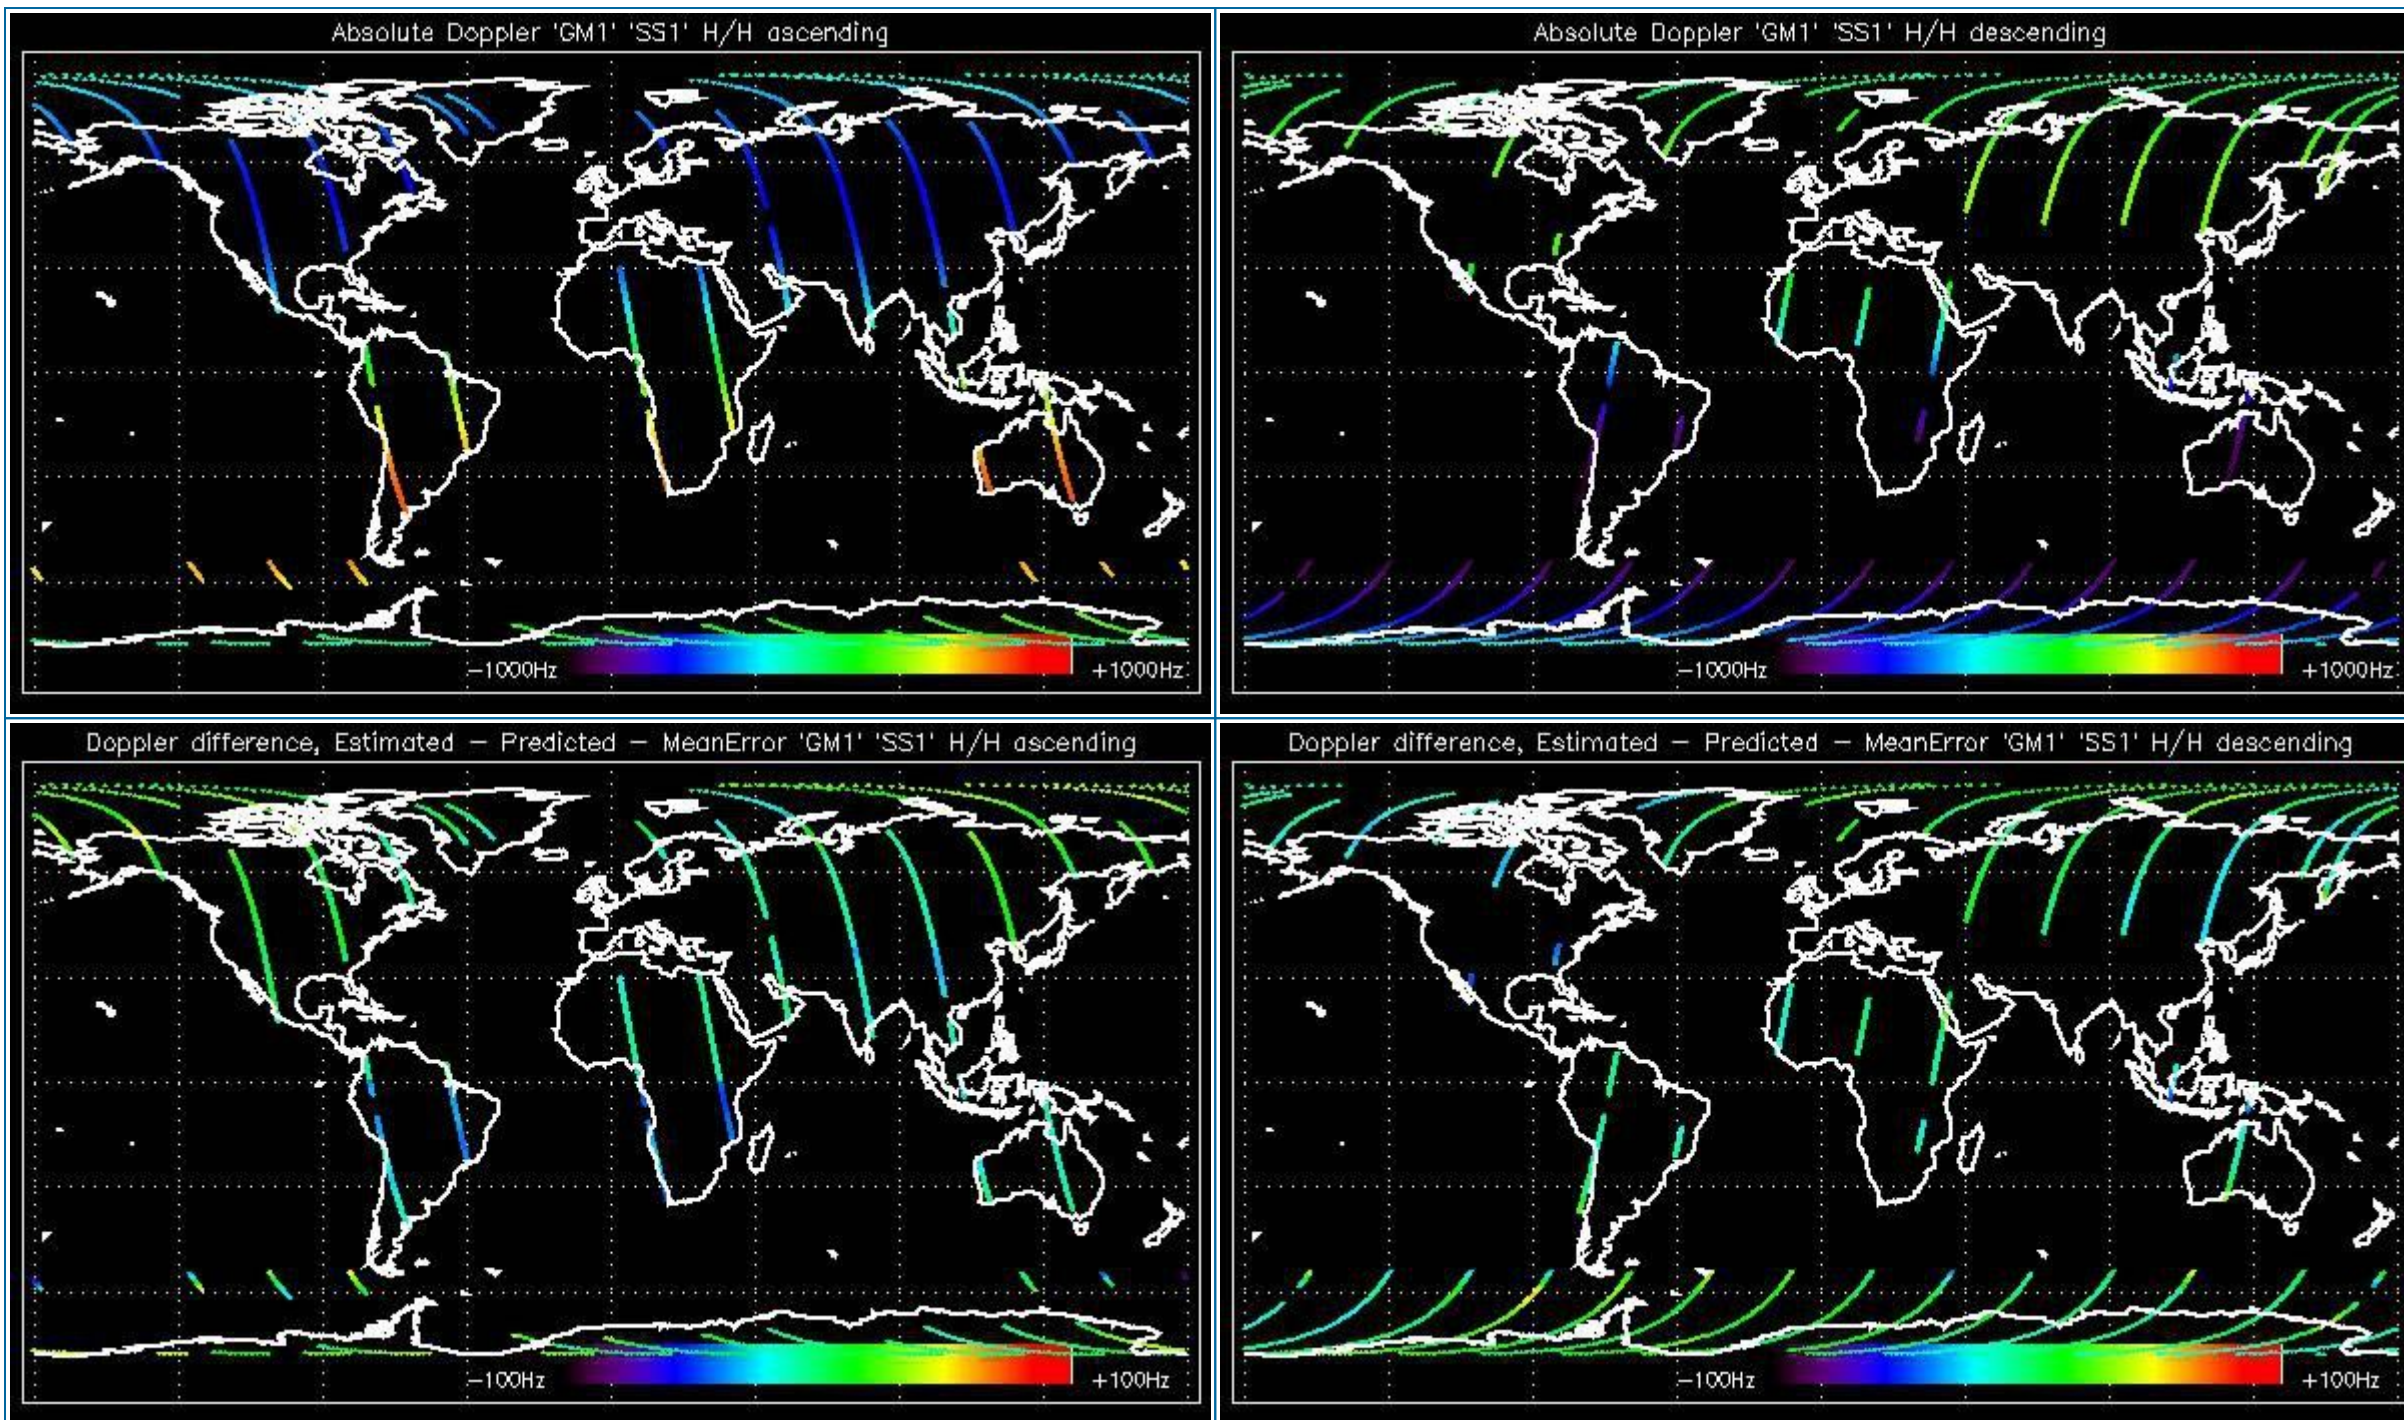 Absolute Doppler 'GM1' 'SS1' H/H ascending
-1000Hz
+1000Hz
Absolute Doppler 'GM1' 'SS1' H/H descending
-1000Hz
+1000Hz
Doppler difference, Estimated - Predicted - MeanError 'GM1' 'SS1' H/H ascending
-100Hz
+100Hz
Doppler difference, Estimated - Predicted - MeanError 'GM1' 'SS1' H/H descending
-100Hz
+100Hz